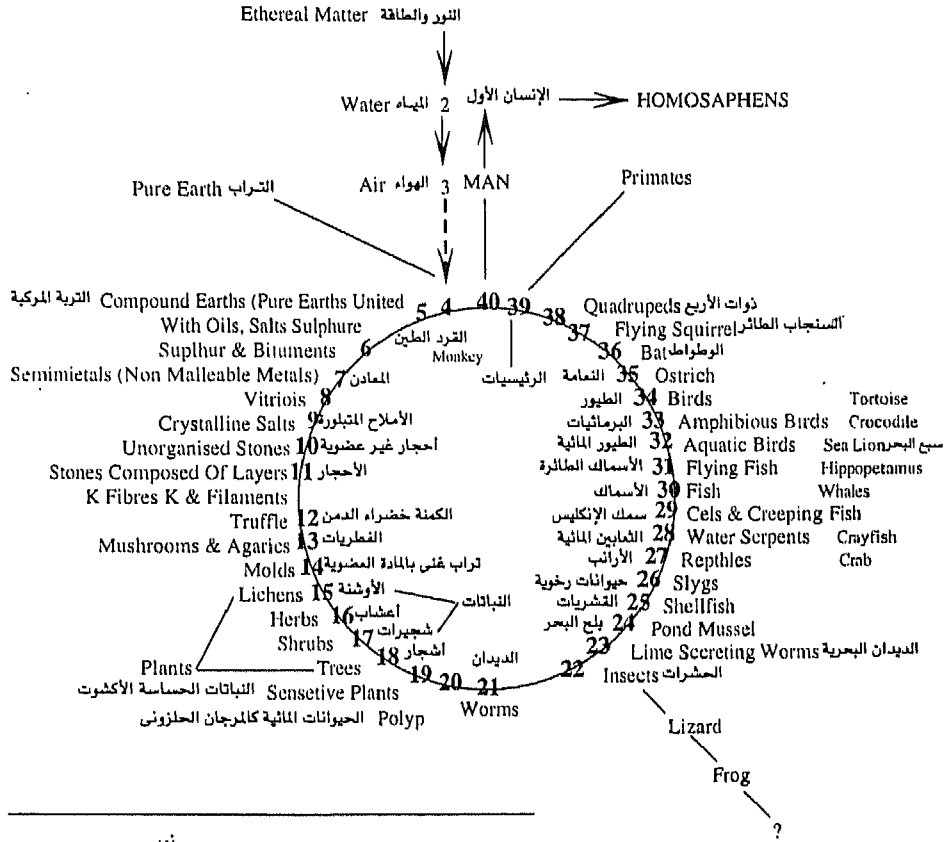 Ethereal Matter النور والطاقة
Water المياه 2 الإنسان الأول HOMOSAPHENS
Pure Earth التراب Air الهواء 3 MAN Primates
التربة المركبة Compound Earths (Pure Earths United 5 4 40 39 38 Quadrupeds ذوات الأربع
With Oils, Salts Sulphure القرد الطين 37 Flying Squirrel السنجاب الطائر
Suplhur & Bituments 6 Monkey 36 Bat الوطواط
Semimietals (Non Malleable Metals) 7 المعادن الرئيسيات النعامة 35 Ostrich
Vitriois 8 الطيور 34 Birds Tortoise
Crystalline Salts 9 الأملاح المتبلورة البرمائيات 33 Amphibious Birds Crocodile
Unorganised Stones 10 أحجار غير عضوية الطيور المائية 32 Aquatic Birds Sea Lion سبع البحر
Stones Composed Of Layers 11 الأحجار الأسماك الطائرة 31 Flying Fish Hippopetamus
K Fibres K & Filaments الأسماك 30 Fish Whales
Truffle 12 الكمنة خضراء الدمن سمك الإنكليس 29 Cels & Creeping Fish
Mushrooms & Agarics 13 الفطريات الثعابين المائية 28 Water Serpents Crayfish
Molds 14 تراب غنى بالمادة العضوية الأرانب 27 Repthles Crab
Lichens 15 الأوشنة النباتات حيوانات رخوية 26 Slygs
Herbs 16 أعشاب القشريات 25 Shellfish
Shrubs 17 شجيرات بلح البحر 24 Pond Mussel
Plants Trees 18 أشجار الديدان 23 Lime Secreting Worms الديدان البحرية
النباتات الحساسة الأكشوت Sensetive Plants 19 20 21 22 Insects الحشرات
الحيوانات المائية كالمرجان الحلزونى Polyp Worms
Lizard
Frog
?